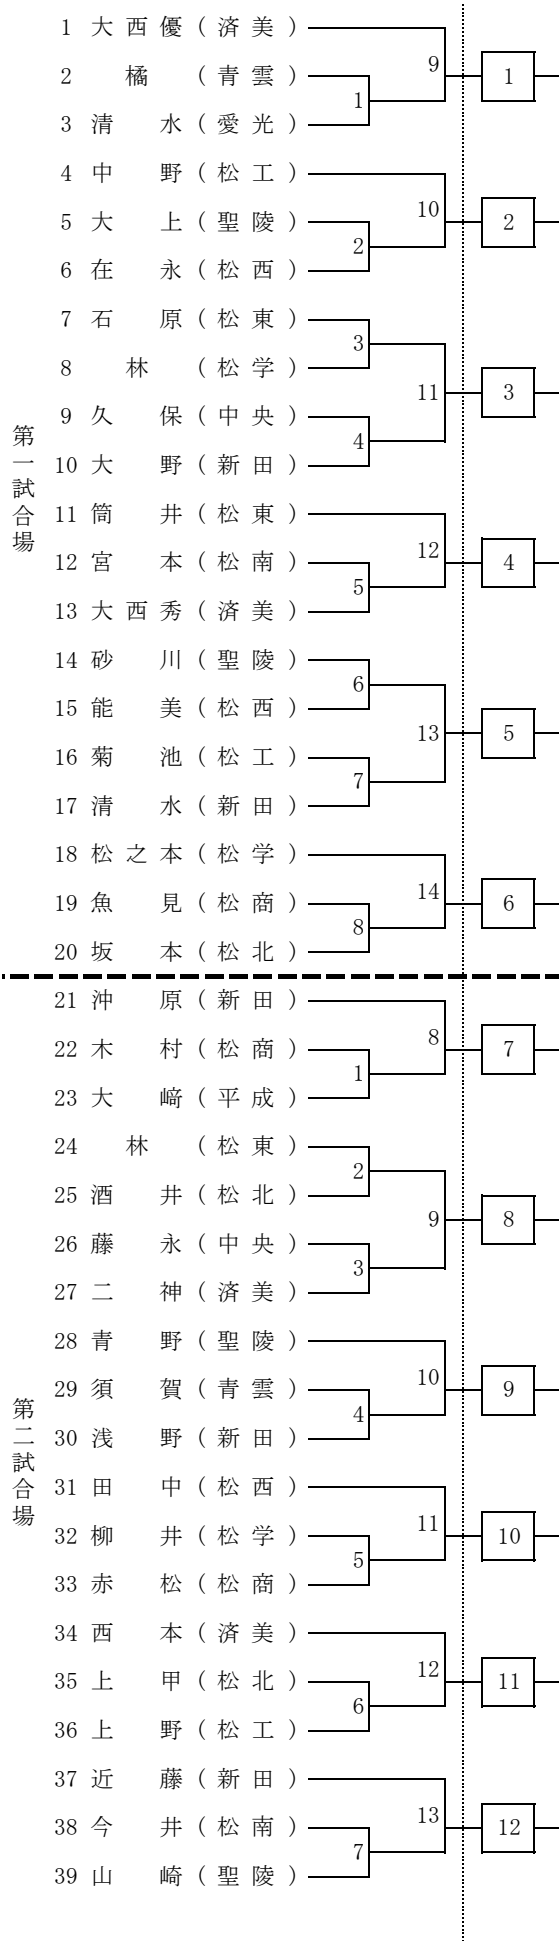 1 大西優(済美)
9
1
2 橘(青雲)
1
3 清水(愛光)
4 中野(松工)
10
2
5 大上(聖陵)
2
6 在永(松西)
7 石原(松東)
3
8 林(松学)
11
3
9 久保(中央)
4
10 大野(新田)
第一試合場
11 筒井(松東)
12
4
12 宮本(松南)
5
13 大西秀(済美)
14 砂川(聖陵)
6
15 能美(松西)
13
5
16 菊池(松工)
7
17 清水(新田)
18 松之本(松学)
14
6
19 魚見(松商)
8
20 坂本(松北)
21 沖原(新田)
8
7
22 木村(松商)
1
23 大﨑(平成)
24 林(松東)
2
25 酒井(松北)
9
8
26 藤永(中央)
3
27 二神(済美)
28 青野(聖陵)
10
9
29 須賀(青雲)
4
30 浅野(新田)
第二試合場
31 田中(松西)
11
10
32 柳井(松学)
5
33 赤松(松商)
34 西本(済美)
12
11
35 上甲(松北)
6
36 上野(松工)
37 近藤(新田)
13
12
38 今井(松南)
7
39 山崎(聖陵)